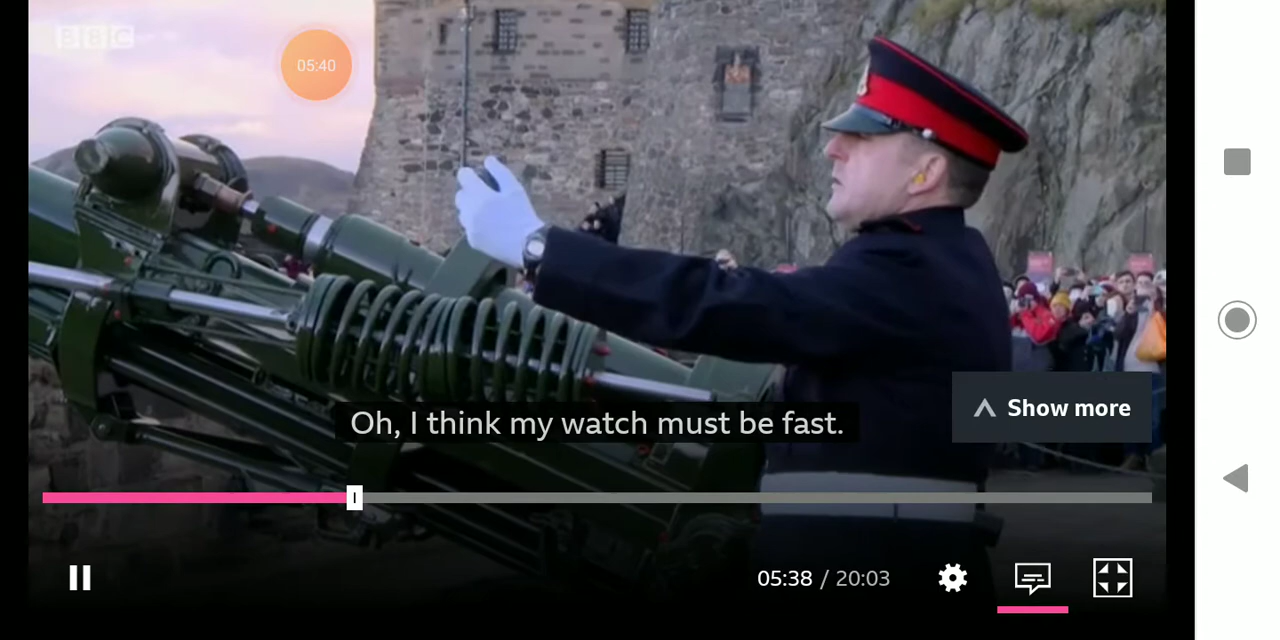 BBC
05:40
Oh, I think my watch must be fast.
Show more
05:38 / 20:03